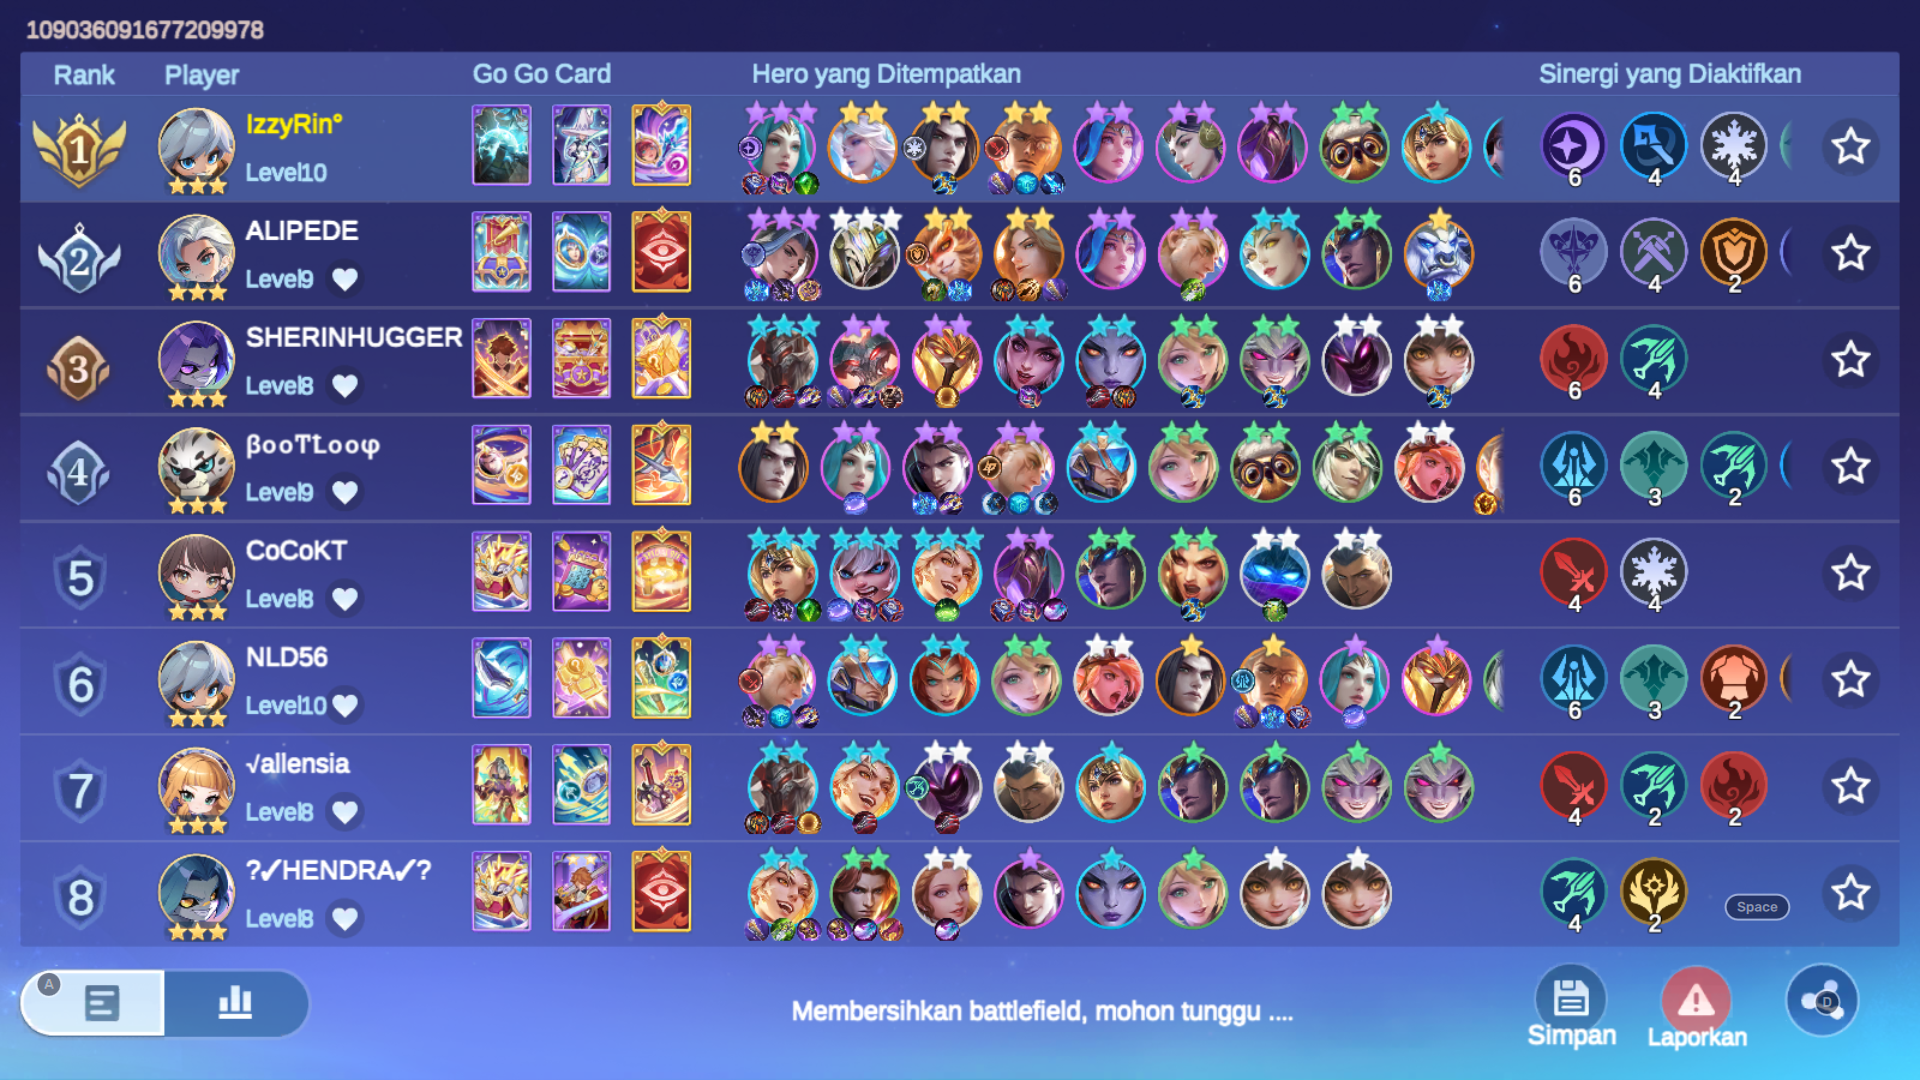 109036091677209978
Rank Player Go Go Card Hero yang Ditempatkan Sinergi yang Diaktifkan
1 IzzyRin° Level10 6 4 4
2 ALIPEDE Level9 6 4 2
3 SHERINHUGGER Level8 6 4
4 βooƬLooφ Level9 6 3 2
5 CoCoKT Level8 4 4
6 NLD56 Level10 6 3 2
7 √allensia Level8 4 2 2
8 ?✓HENDRA✓? Level8 4 2
Space
A
Membersihkan battlefield, mohon tunggu ....
Simpan
Laporkan
D